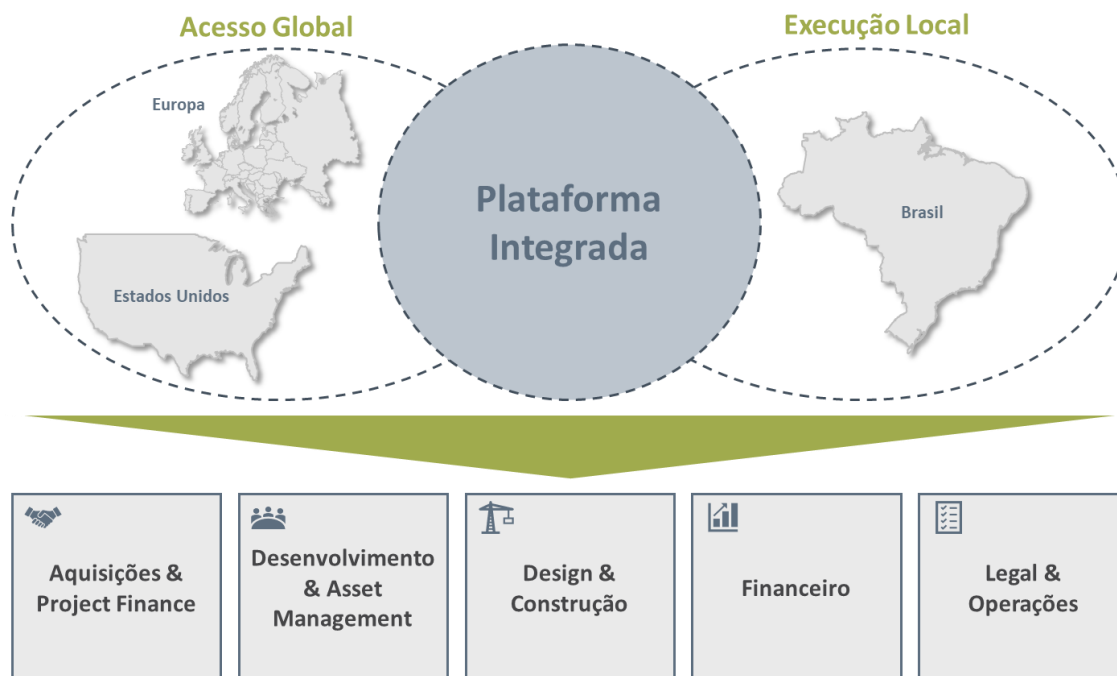 Acesso Global
Execução Local
Europa
Estados Unidos
Plataforma
Integrada
Brasil
Aquisições &
Project Finance
Desenvolvimento
& Asset
Management
Design &
Construção
Financeiro
Legal &
Operações